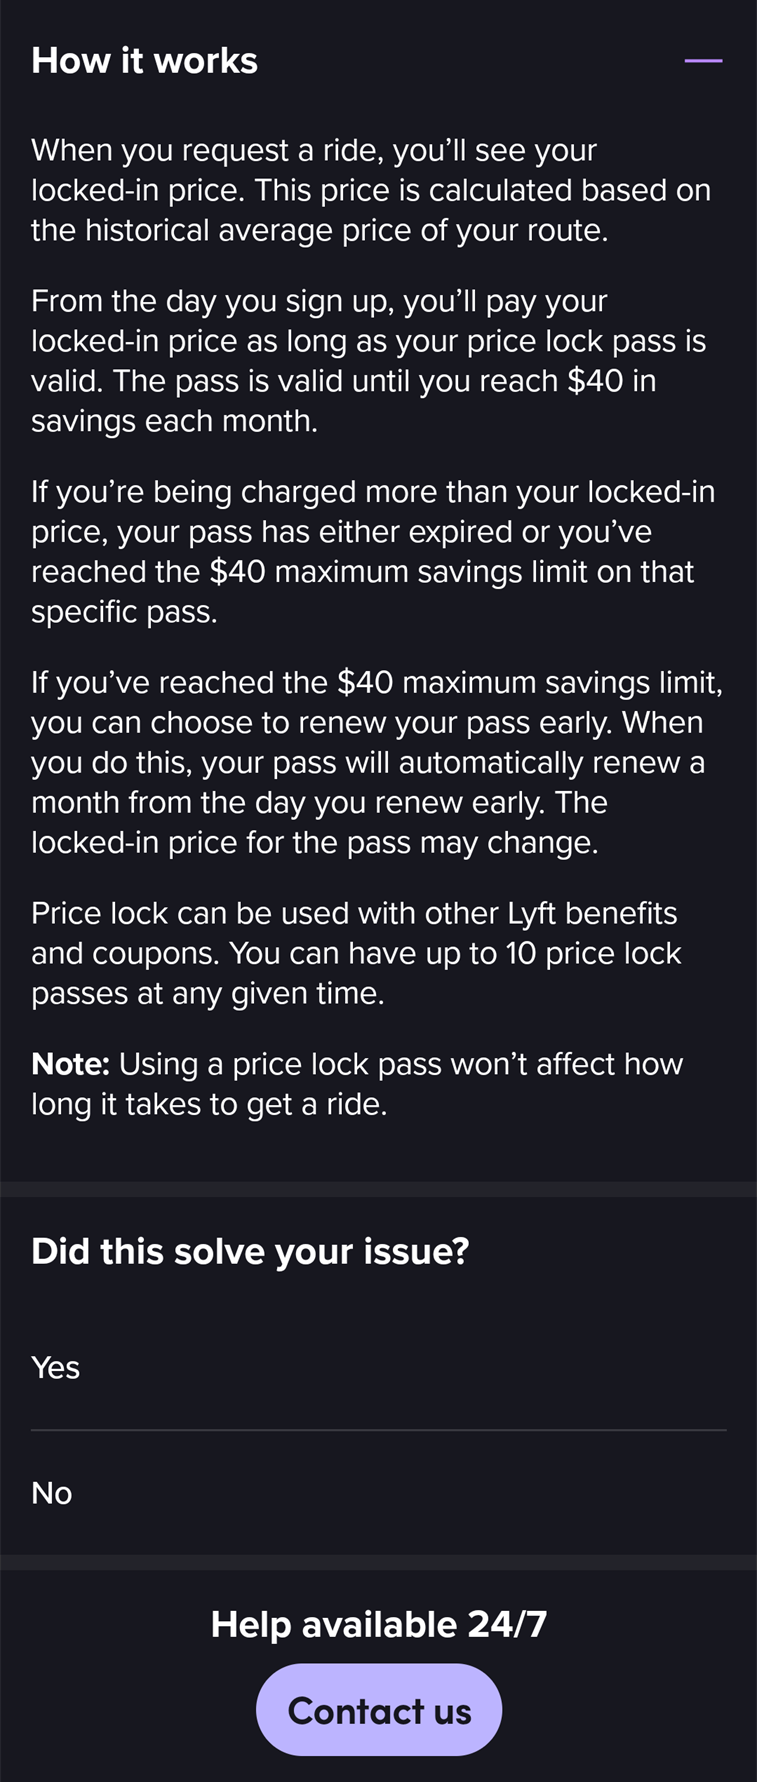 How it works
When you request a ride, you’ll see your
locked-in price. This price is calculated based on
the historical average price of your route.
From the day you sign up, you’ll pay your
locked-in price as long as your price lock pass is
valid. The pass is valid until you reach $40 in
savings each month.
If you’re being charged more than your locked-in
price, your pass has either expired or you’ve
reached the $40 maximum savings limit on that
specific pass.
If you’ve reached the $40 maximum savings limit,
you can choose to renew your pass early. When
you do this, your pass will automatically renew a
month from the day you renew early. The
locked-in price for the pass may change.
Price lock can be used with other Lyft benefits
and coupons. You can have up to 10 price lock
passes at any given time.
Note: Using a price lock pass won’t affect how
long it takes to get a ride.
Did this solve your issue?
Yes
No
Help available 24/7
Contact us